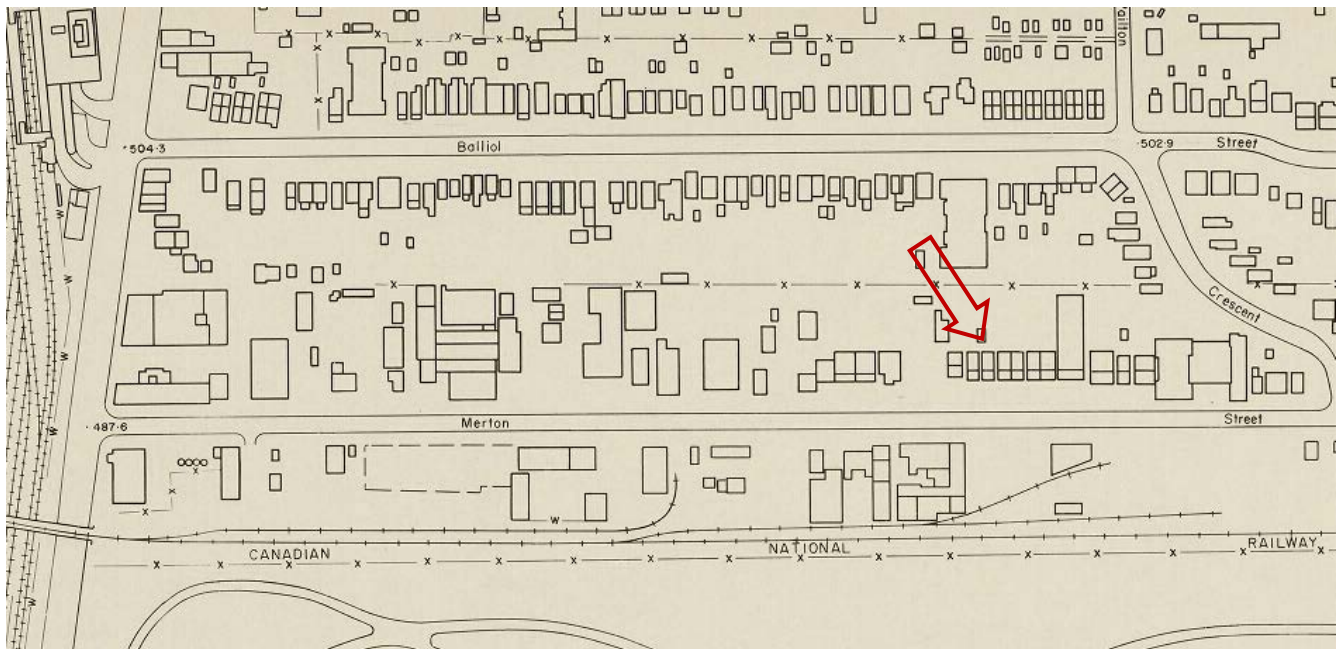 Balliol
Street
504.3
502.9
Crescent
Merton
Street
487.6
W
W
W
W
W
CANADIAN
NATIONAL
RAILWAY